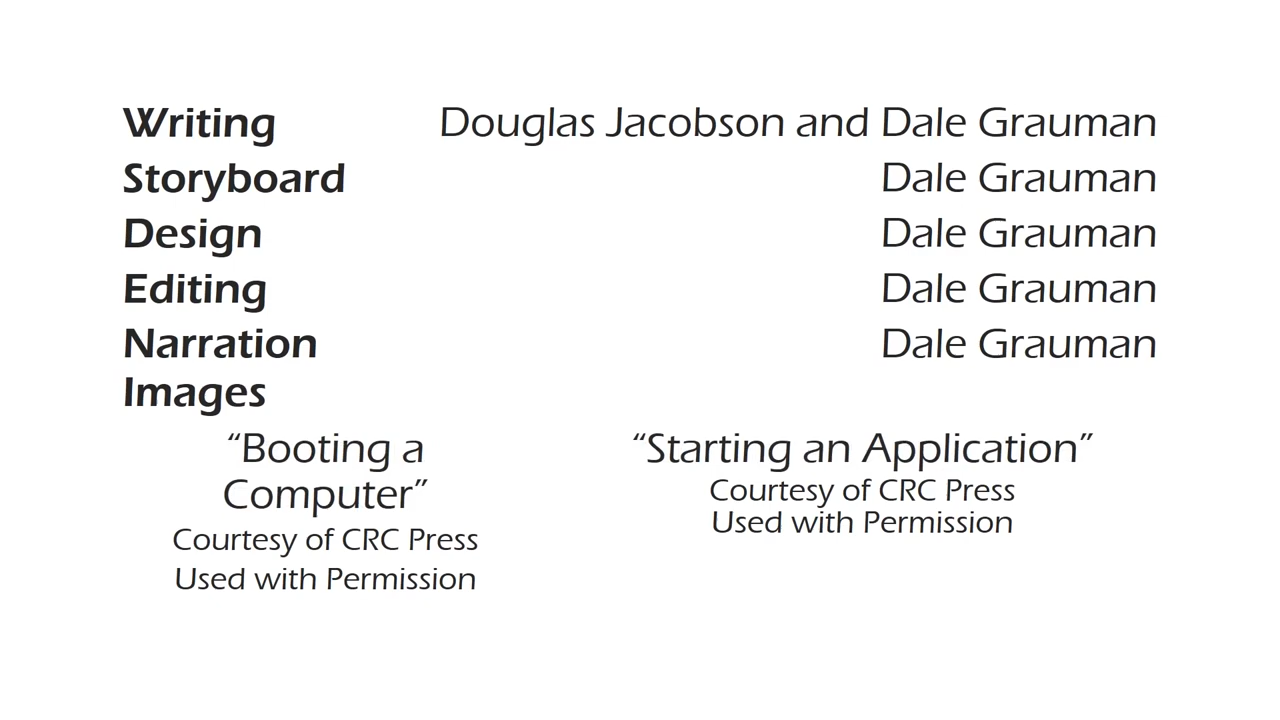 Writing Douglas Jacobson and Dale Grauman
Storyboard Dale Grauman
Design Dale Grauman
Editing Dale Grauman
Narration Dale Grauman
Images
“Booting a
Computer”
Courtesy of CRC Press
Used with Permission
“Starting an Application”
Courtesy of CRC Press
Used with Permission